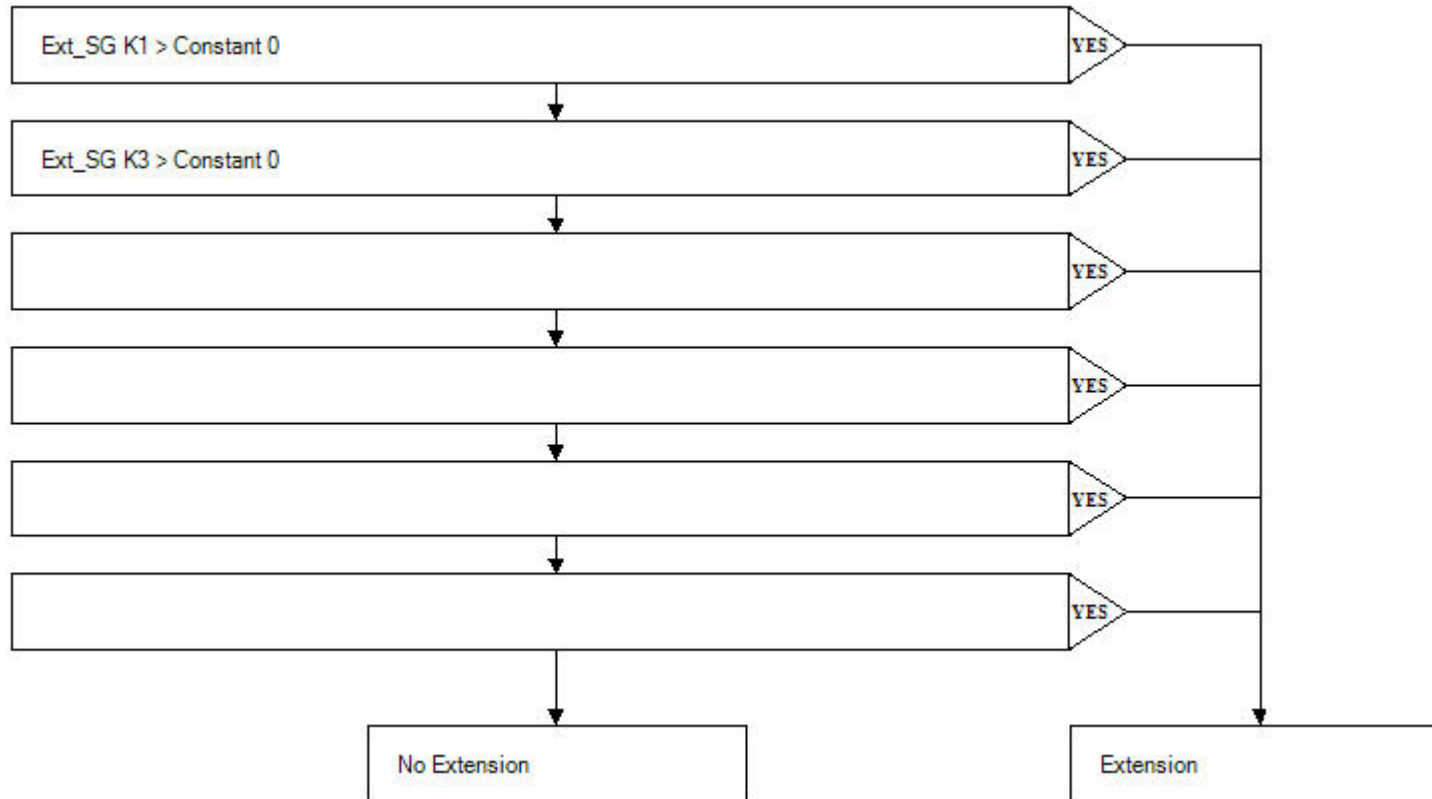 Ext_SG K1 > Constant 0
YES
Ext_SG K3 > Constant 0
YES
YES
YES
YES
YES
No Extension
Extension